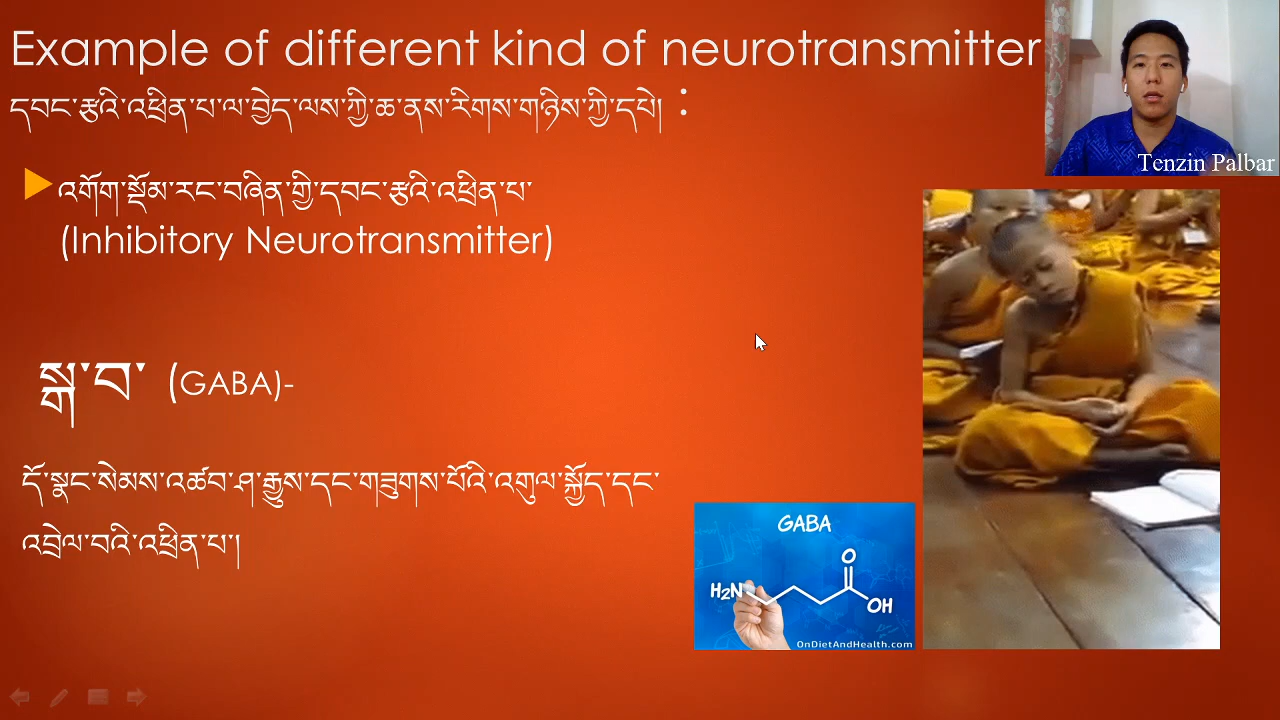 Example of different kind of neurotransmitter
དབང་རྩའི་འཕྲིན་པ་ལ་བྱེད་ལས་ཀྱི་ཆ་ནས་རིགས་གཉིས་ཀྱི་དཔེ། :
འགོག་སྡོམ་རང་བཞིན་གྱི་དབང་རྩའི་འཕྲིན་པ་
(Inhibitory Neurotransmitter)
སྒ་བ་ (GABA)-
དོ་སྣང་སེམས་འཚབ་ཤ་རྒྱུས་དང་གཟུགས་པོའི་འགུལ་སྐྱོད་དང་
འབྲེལ་བའི་འཕྲིན་པ་།
Tenzin Palbar
GABA
O
H₂N
OH
OnDietAndHealth.com